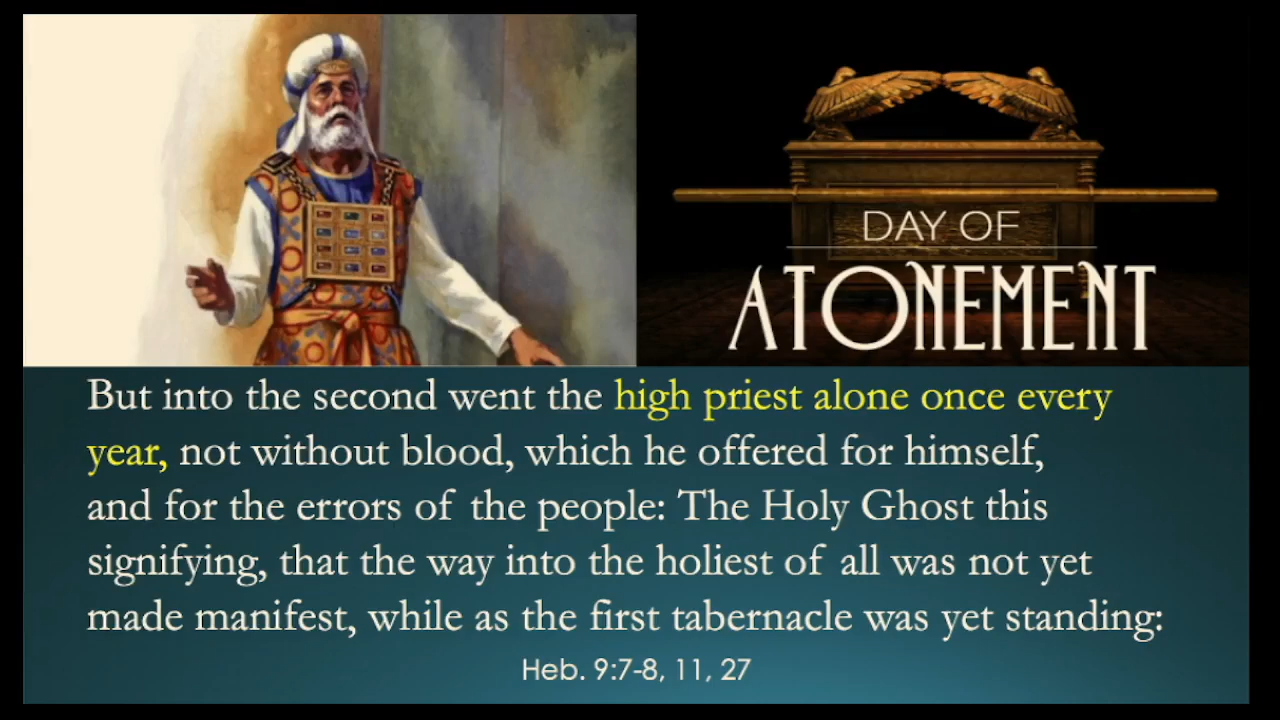 DAY OF
ATONEMENT
But into the second went the high priest alone once every
year, not without blood, which he offered for himself,
and for the errors of the people: The Holy Ghost this
signifying, that the way into the holiest of all was not yet
made manifest, while as the first tabernacle was yet standing:
Heb. 9:7-8, 11, 27